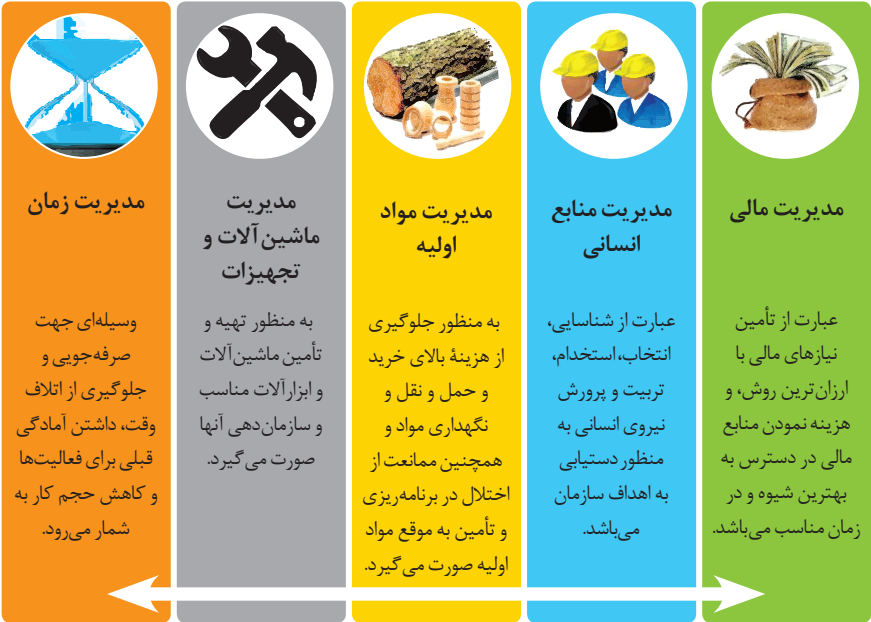 مدیریت مالی
عبارت از تأمین
نیازهای مالی با
ارزان‌ترین روش، و
هزینه نمودن منابع
مالی در دسترس به
بهترین شیوه و در
زمان مناسب می‌باشد.
مدیریت منابع
انسانی
عبارت از شناسایی،
انتخاب، استخدام،
تربیت و پرورش
نیروی انسانی به
منظور دستیابی
به اهداف سازمان
می‌باشد.
مدیریت مواد
اولیه
به منظور جلوگیری
از هزینهٔ بالای خرید
و حمل و نقل و
نگهداری مواد و
همچنین ممانعت از
اختلال در برنامه‌ریزی
و تأمین به موقع مواد
اولیه صورت می‌گیرد.
مدیریت
ماشین‌آلات و
تجهیزات
به منظور تهیه و
تأمین ماشین‌آلات
و ابزارآلات مناسب
و سازمان‌دهی آنها
صورت می‌گیرد.
مدیریت زمان
وسیله‌ای جهت
صرفه‌جویی و
جلوگیری از اتلاف
وقت، داشتن آمادگی
قبلی برای فعالیت‌ها
و کاهش حجم کار به
شمار می‌رود.